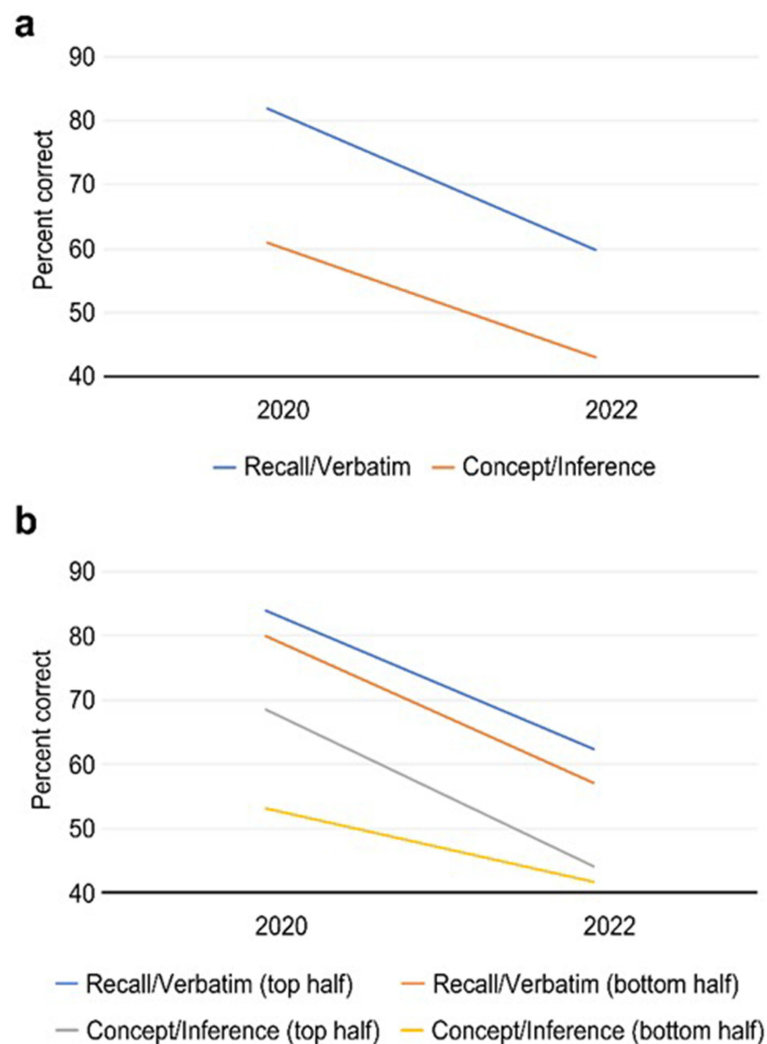 a
90
80
70
60
50
40
Percent correct
2020 2022
Recall/Verbatim Concept/Inference
b
90
80
70
60
50
40
Percent correct
2020 2022
Recall/Verbatim (top half) Recall/Verbatim (bottom half)
Concept/Inference (top half) Concept/Inference (bottom half)